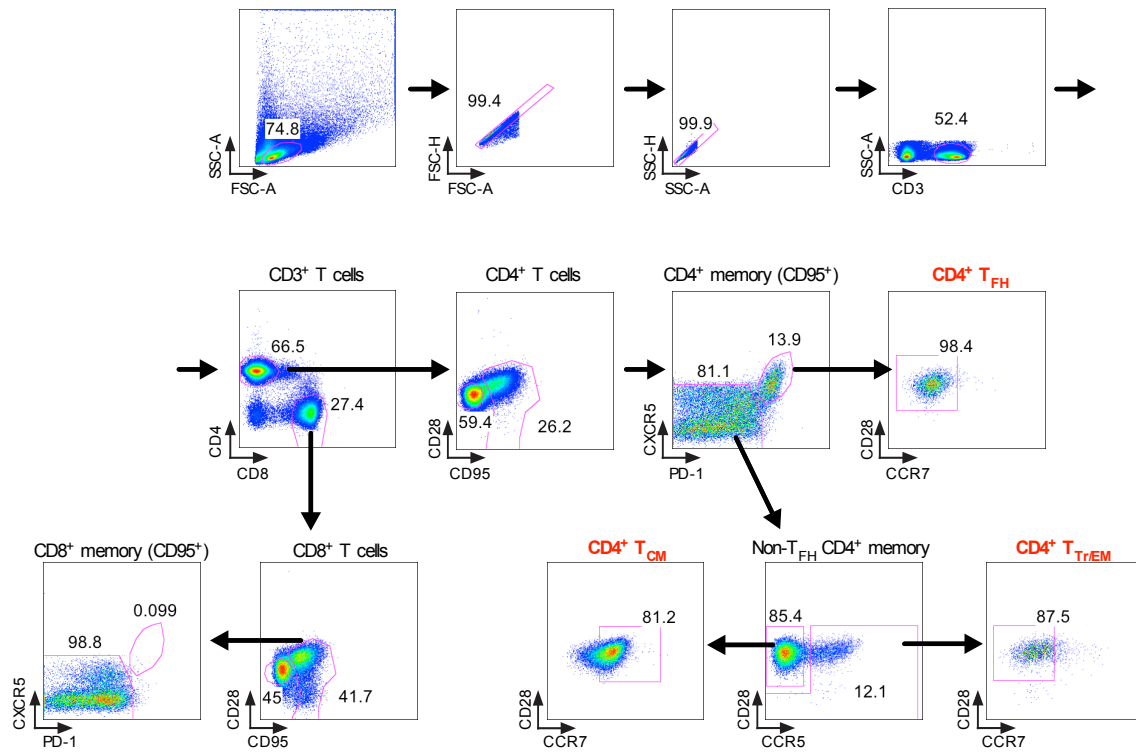 74.8
SSC-A
FSC-A
99.4
FSC-H
FSC-A
99.9
SSC-H
SSC-A
52.4
SSC-A
CD3
CD3⁺ T cells
66.5
27.4
CD4
CD8
CD4⁺ T cells
59.4
26.2
CD28
CD95
CD4⁺ memory (CD95⁺)
13.9
81.1
CXCR5
PD-1
CD4⁺ T_FH
98.4
CD28
CCR7
CD8⁺ memory (CD95⁺)
0.099
98.8
CXCR5
PD-1
CD8⁺ T cells
45
41.7
CD28
CD95
CD4⁺ T_CM
81.2
CD28
CCR7
Non-T_FH CD4⁺ memory
85.4
12.1
CD28
CCR5
CD4⁺ T_Tr/EM
87.5
CD28
CCR7